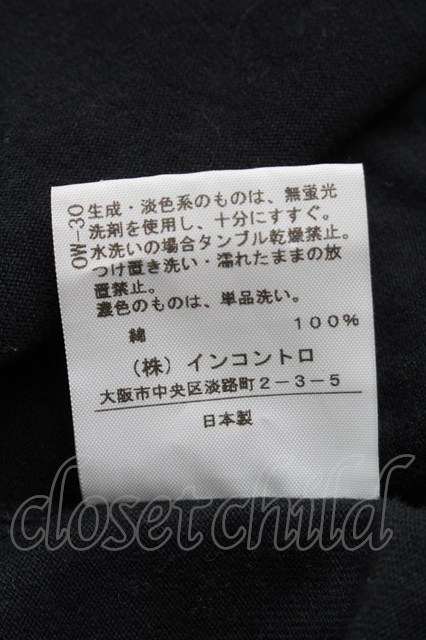 OW-30
生成・淡色系のものは、無蛍光
洗剤を使用し、十分にすすぐ。
水洗いの場合タンブル乾燥禁止。
つけ置き洗い・濡れたままの放
置禁止。
濃色のものは、単品洗い。
綿 100%
（株）インコントロ
大阪市中央区淡路町2-3-5
日本製
closet child